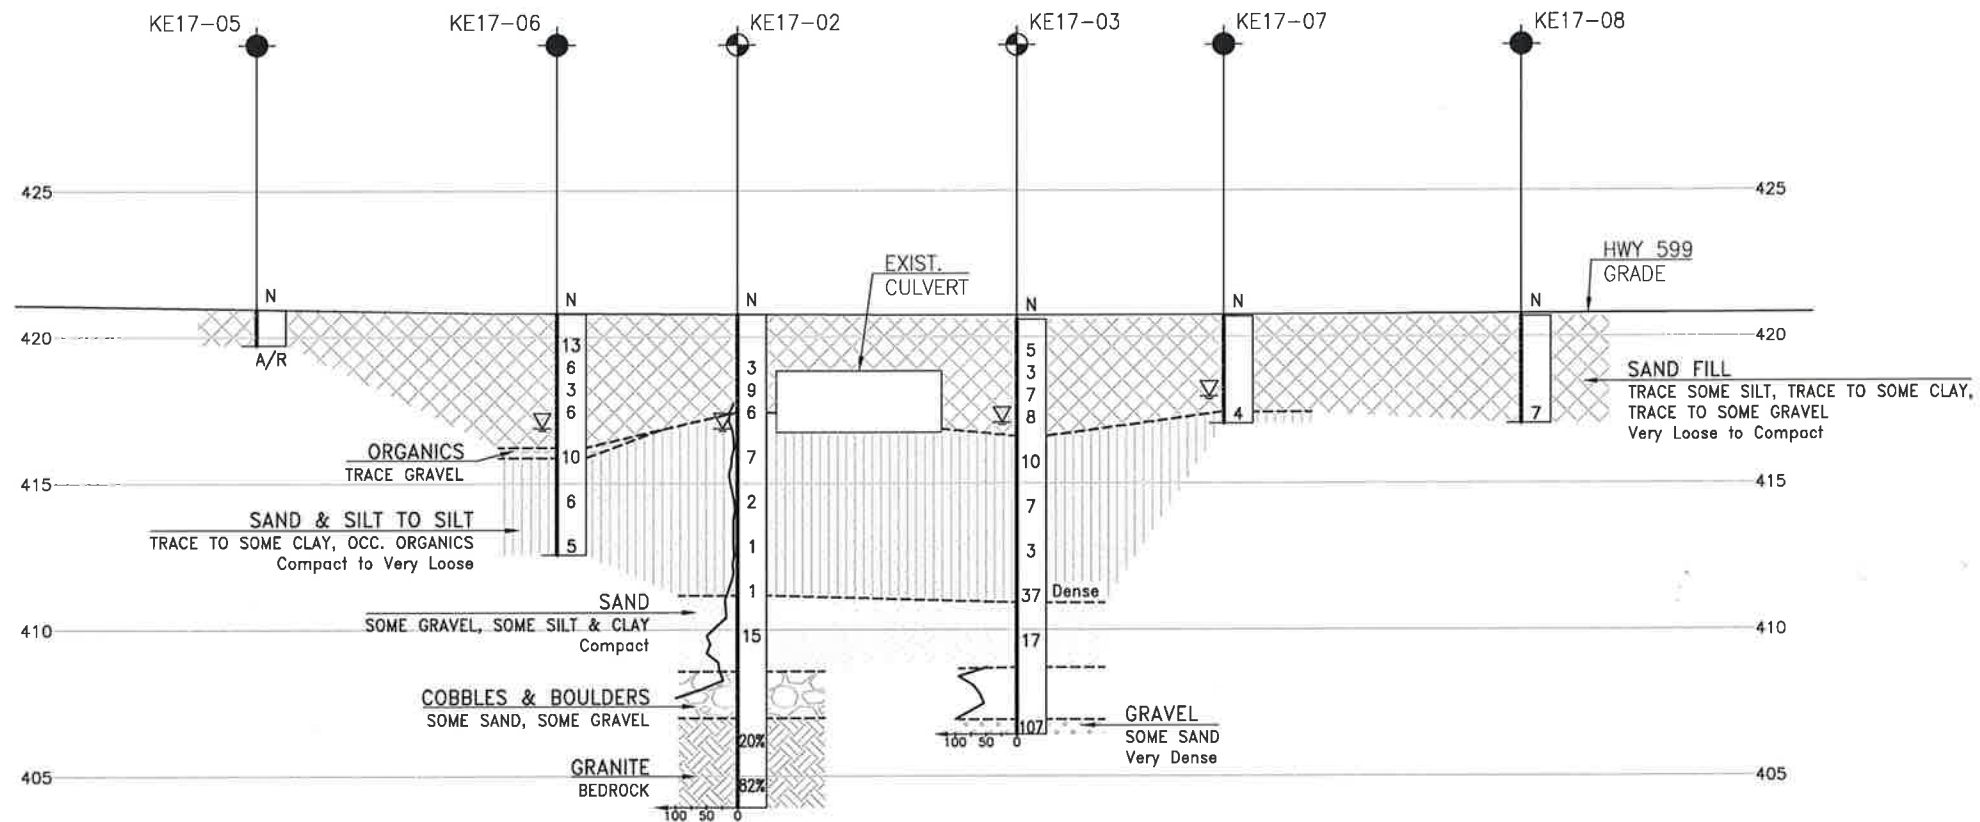 KE17-05
KE17-06
KE17-02
KE17-03
KE17-07
KE17-08
425
425
EXIST.
CULVERT
HWY 599
GRADE
N
N
N
N
N
N
420
420
A/R
13
6
3
6
10
6
5
3
9
6
7
2
1
1
15
20%
82%
5
3
7
8
10
7
3
37
17
107
4
7
Dense
SAND FILL
TRACE SOME SILT, TRACE TO SOME CLAY,
TRACE TO SOME GRAVEL
Very Loose to Compact
ORGANICS
TRACE GRAVEL
415
415
SAND & SILT TO SILT
TRACE TO SOME CLAY, OCC. ORGANICS
Compact to Very Loose
SAND
SOME GRAVEL, SOME SILT & CLAY
Compact
410
410
COBBLES & BOULDERS
SOME SAND, SOME GRAVEL
GRAVEL
SOME SAND
Very Dense
100 50 0
GRANITE
BEDROCK
405
405
100 50 0